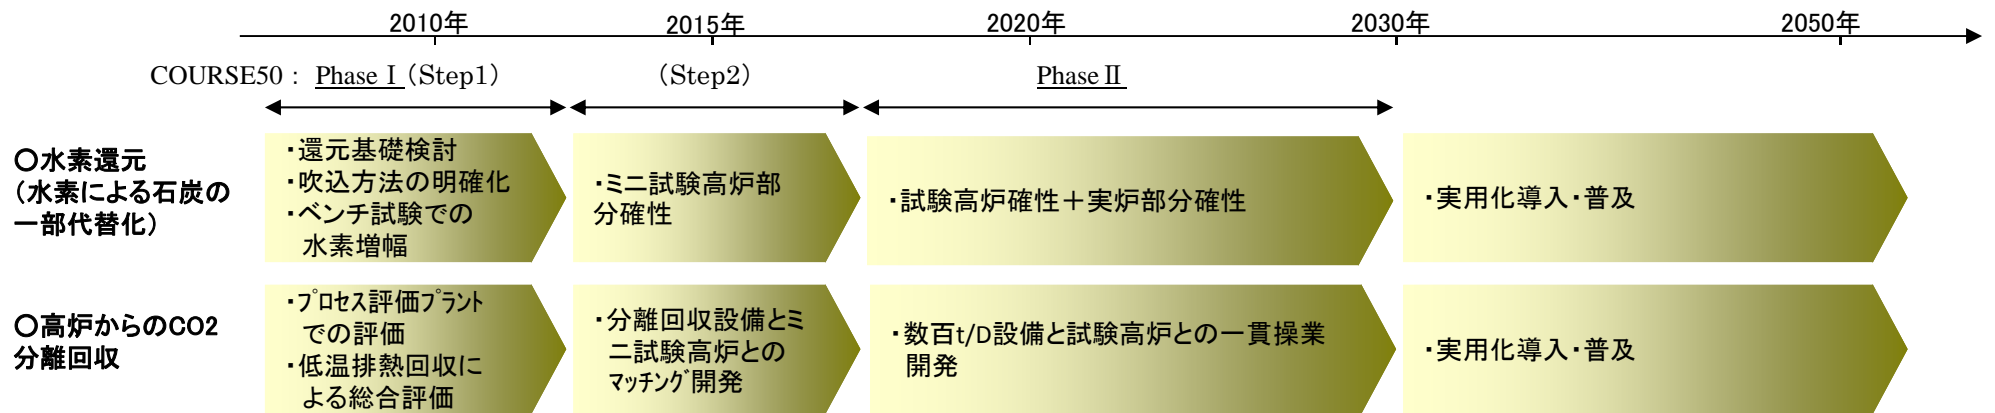 2010年 2015年 2020年 2030年 2050年
COURSE50： PhaseⅠ（Step1） （Step2） PhaseⅡ
○水素還元
（水素による石炭の
一部代替化）
・還元基礎検討
・吹込方法の明確化
・ベンチ試験での
水素増幅
・ミニ試験高炉部
分確性
・試験高炉確性＋実炉部分確性
・実用化導入・普及
○高炉からのCO2
分離回収
・ﾌﾟﾛｾｽ評価ﾌﾟﾗﾝﾄ
での評価
・低温排熱回収に
よる総合評価
・分離回収設備とミ
ニ試験高炉との
ﾏｯﾁﾝｸﾞ開発
・数百t/D設備と試験高炉との一貫操業
開発
・実用化導入・普及